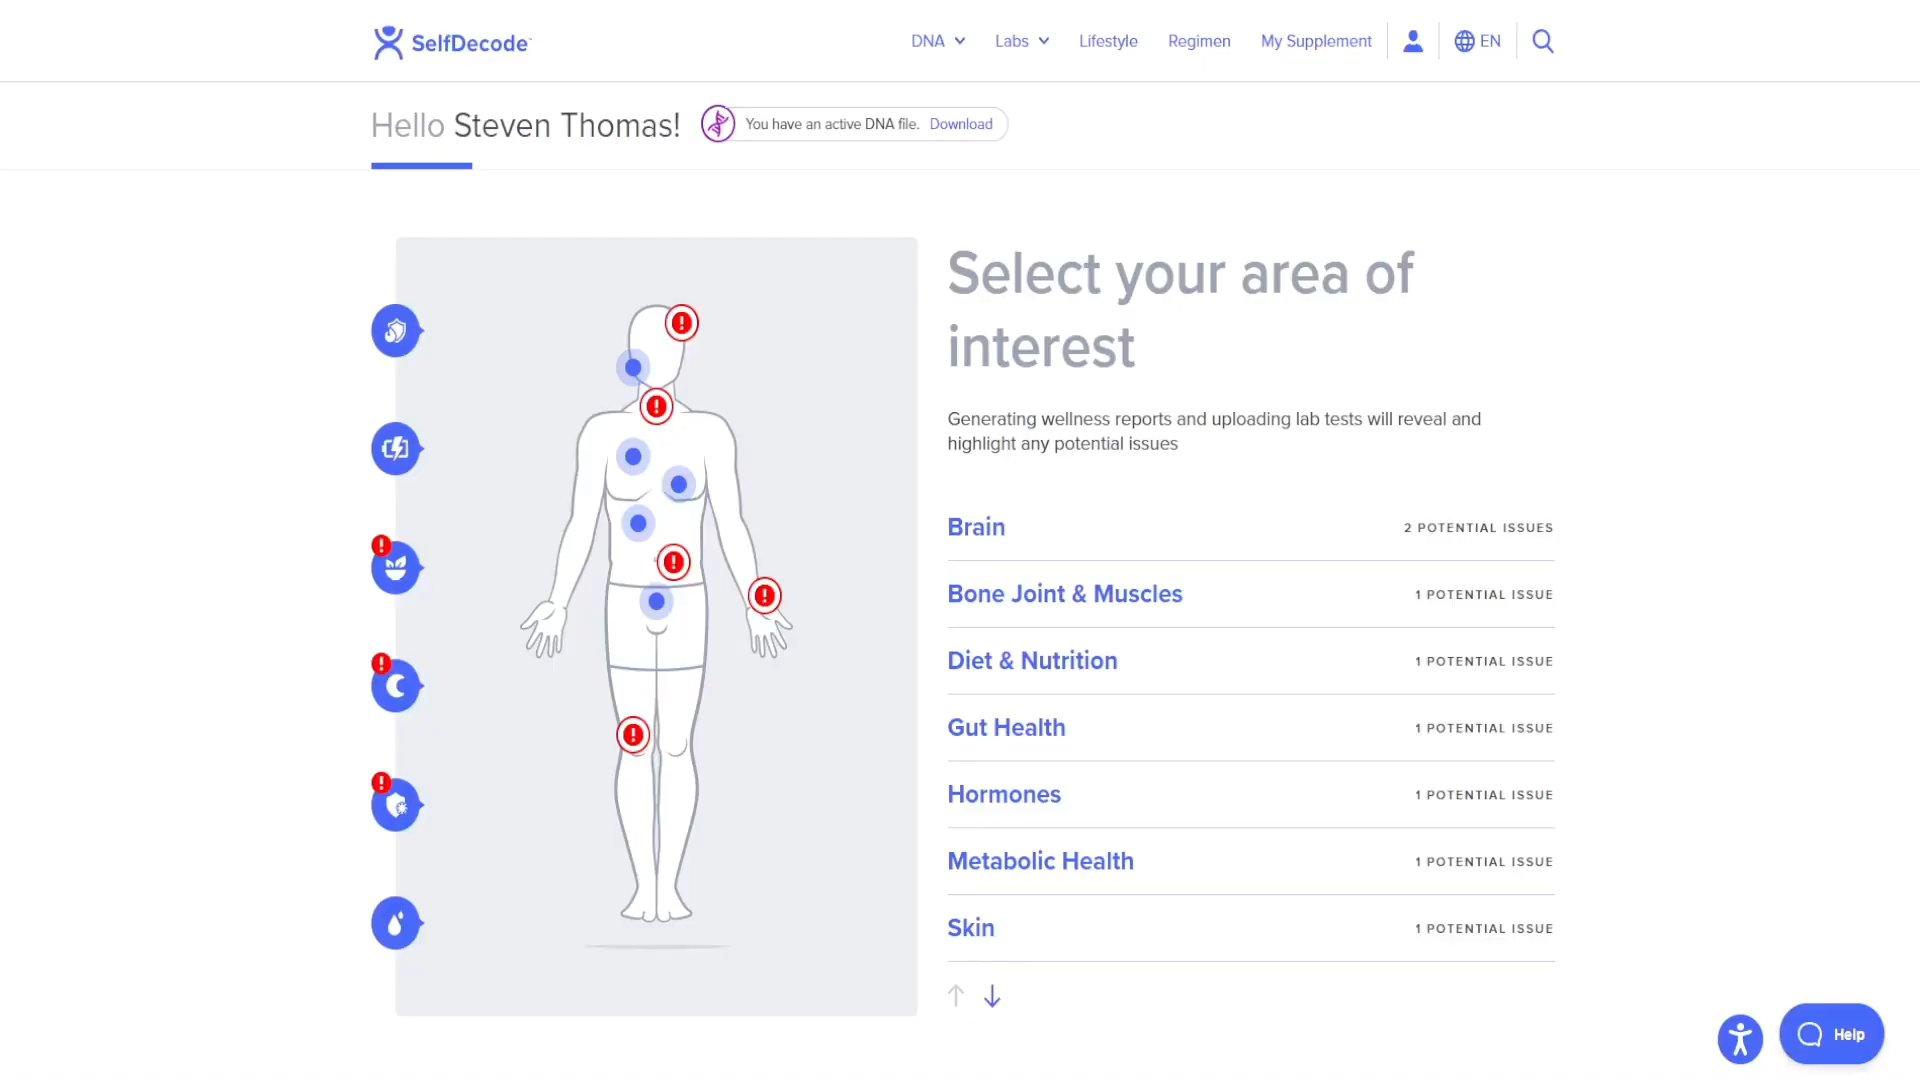 SelfDecode
DNA
Labs
Lifestyle
Regimen
My Supplement
EN
Hello Steven Thomas!
You have an active DNA file. Download
Select your area of
interest
Generating wellness reports and uploading lab tests will reveal and
highlight any potential issues
Brain
2 POTENTIAL ISSUES
Bone Joint & Muscles
1 POTENTIAL ISSUE
Diet & Nutrition
1 POTENTIAL ISSUE
Gut Health
1 POTENTIAL ISSUE
Hormones
1 POTENTIAL ISSUE
Metabolic Health
1 POTENTIAL ISSUE
Skin
1 POTENTIAL ISSUE
Help